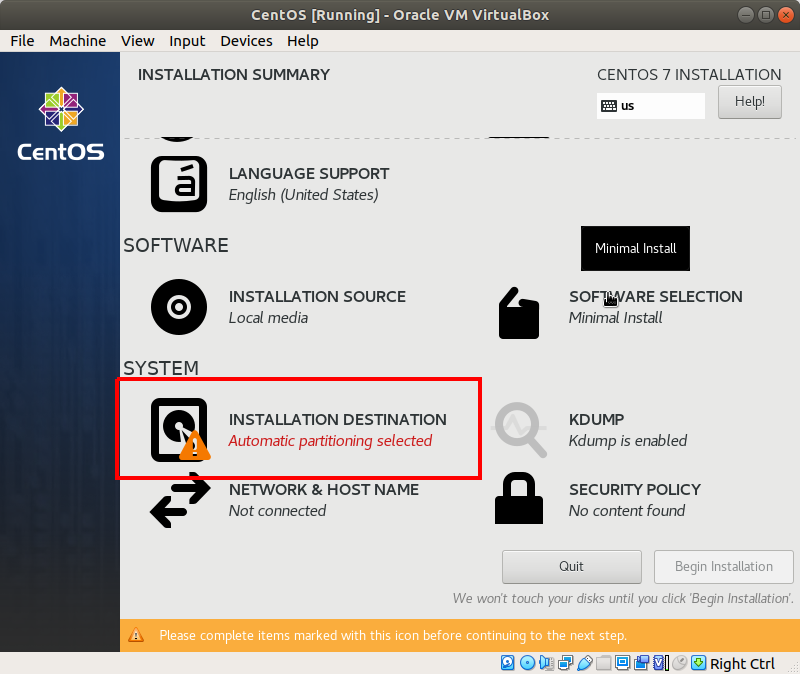 CentOS [Running] - Oracle VM VirtualBox
File Machine View Input Devices Help
INSTALLATION SUMMARY
CENTOS 7 INSTALLATION
us
Help!
CentOS
LANGUAGE SUPPORT
English (United States)
SOFTWARE
Minimal Install
INSTALLATION SOURCE
Local media
SOFTWARE SELECTION
Minimal Install
SYSTEM
INSTALLATION DESTINATION
Automatic partitioning selected
KDUMP
Kdump is enabled
NETWORK & HOST NAME
Not connected
SECURITY POLICY
No content found
Quit
Begin Installation
We won't touch your disks until you click 'Begin Installation'.
Please complete items marked with this icon before continuing to the next step.
Right Ctrl